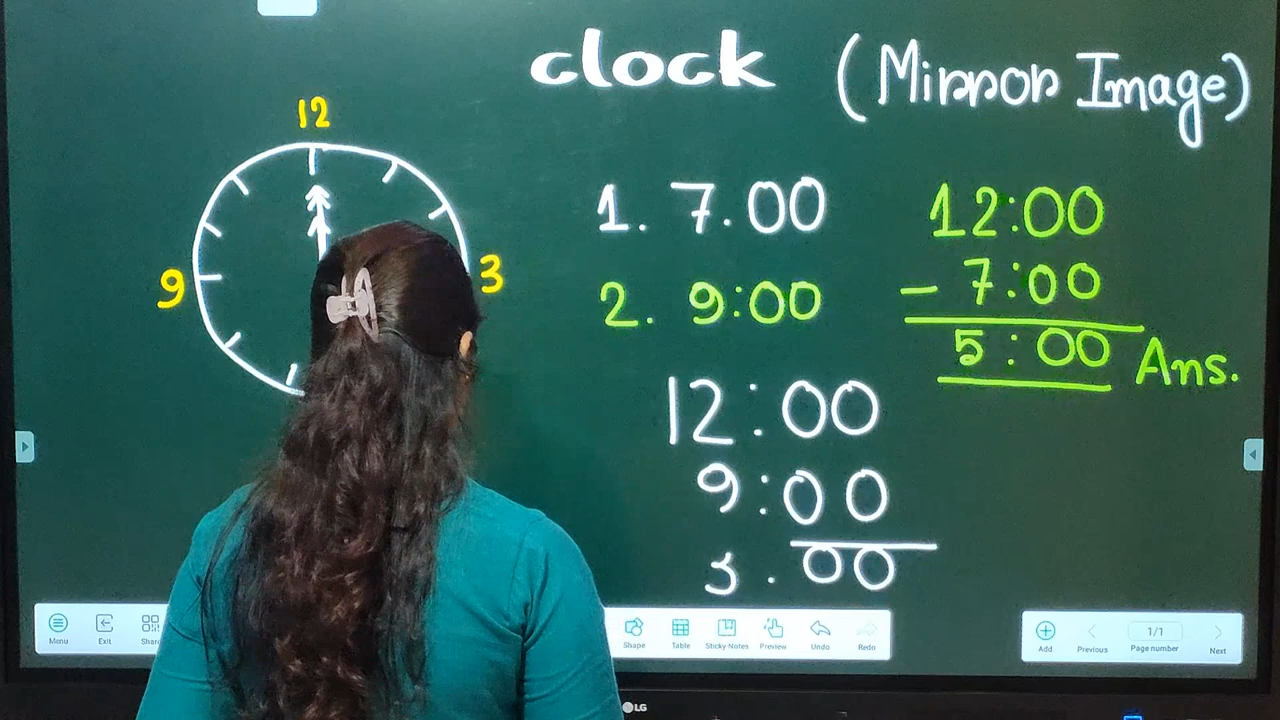 clock (Mirror Image)
12
9
3
1. 7.00
2. 9:00
12:00
- 7:00
5:00 Ans.
12:00
9:00
3.00
Menu
Exit
Shape
Table
Sticky Notes
Preview
Undo
Redo
Add
Previous
1/1
Page number
Next
LG